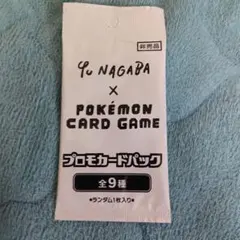 非売品
YU NAGABA
×
POKÉMON
CARD GAME
プロモカードパック
全9種
•ランダム1枚入り•